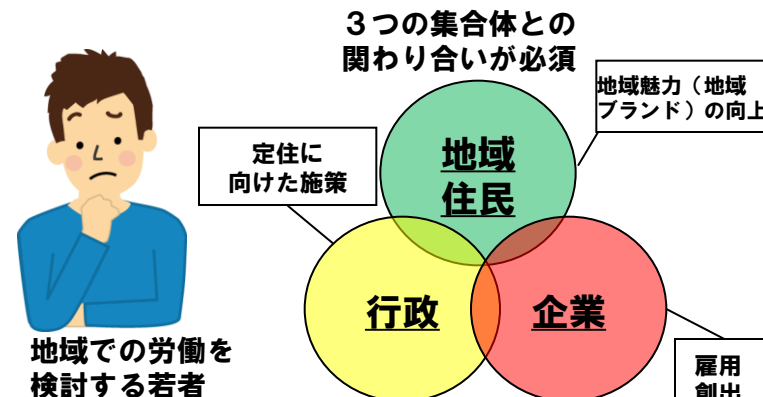 ３つの集合体との
関わり合いが必須
地域魅力（地域
ブランド）の向上
定住に
向けた施策
地域
住民
行政
企業
地域での労働を
検討する若者
雇用
創出